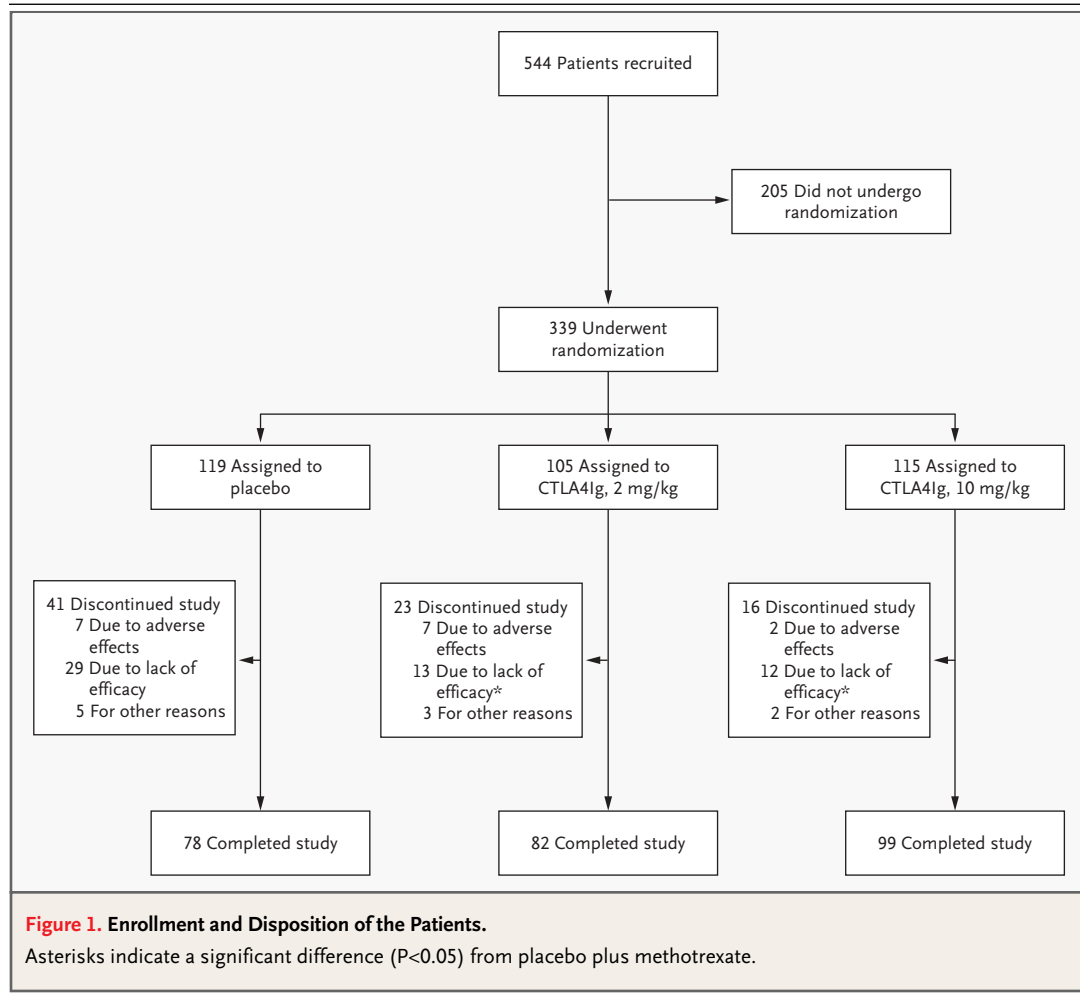 544 Patients recruited
205 Did not undergo
randomization
339 Underwent
randomization
119 Assigned to
placebo
105 Assigned to
CTLA4Ig, 2 mg/kg
115 Assigned to
CTLA4Ig, 10 mg/kg
41 Discontinued study
7 Due to adverse
effects
29 Due to lack of
efficacy
5 For other reasons
23 Discontinued study
7 Due to adverse
effects
13 Due to lack of
efficacy*
3 For other reasons
16 Discontinued study
2 Due to adverse
effects
12 Due to lack of
efficacy*
2 For other reasons
78 Completed study
82 Completed study
99 Completed study
Figure 1. Enrollment and Disposition of the Patients.
Asterisks indicate a significant difference (P<0.05) from placebo plus methotrexate.